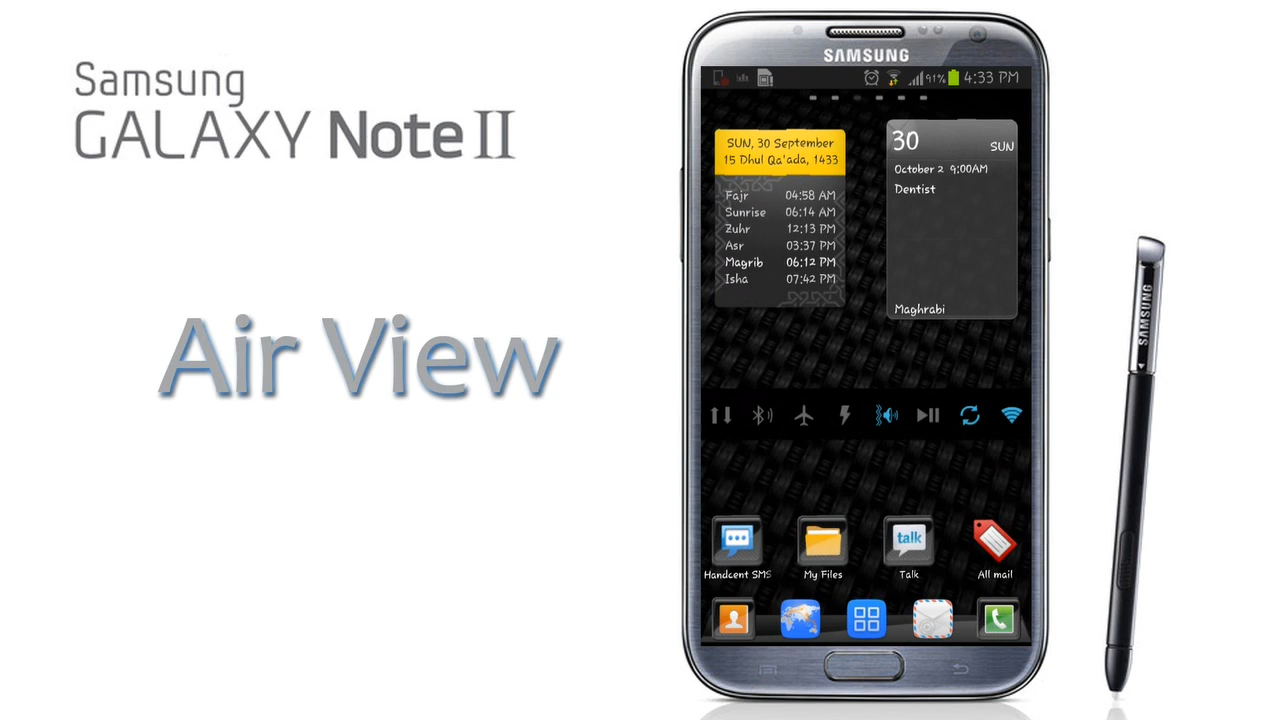 Samsung
GALAXY Note II
Air View
SAMSUNG
91% 4:33 PM
SUN, 30 September
15 Dhul Qa'ada, 1433
Fajr 04:58 AM
Sunrise 06:14 AM
Zuhr 12:13 PM
Asr 03:37 PM
Magrib 06:12 PM
Isha 07:42 PM
30 SUN
October 2 9:00AM
Dentist
Maghrabi
talk
Handcent SMS
My Files
Talk
All mail
SAMSUNG